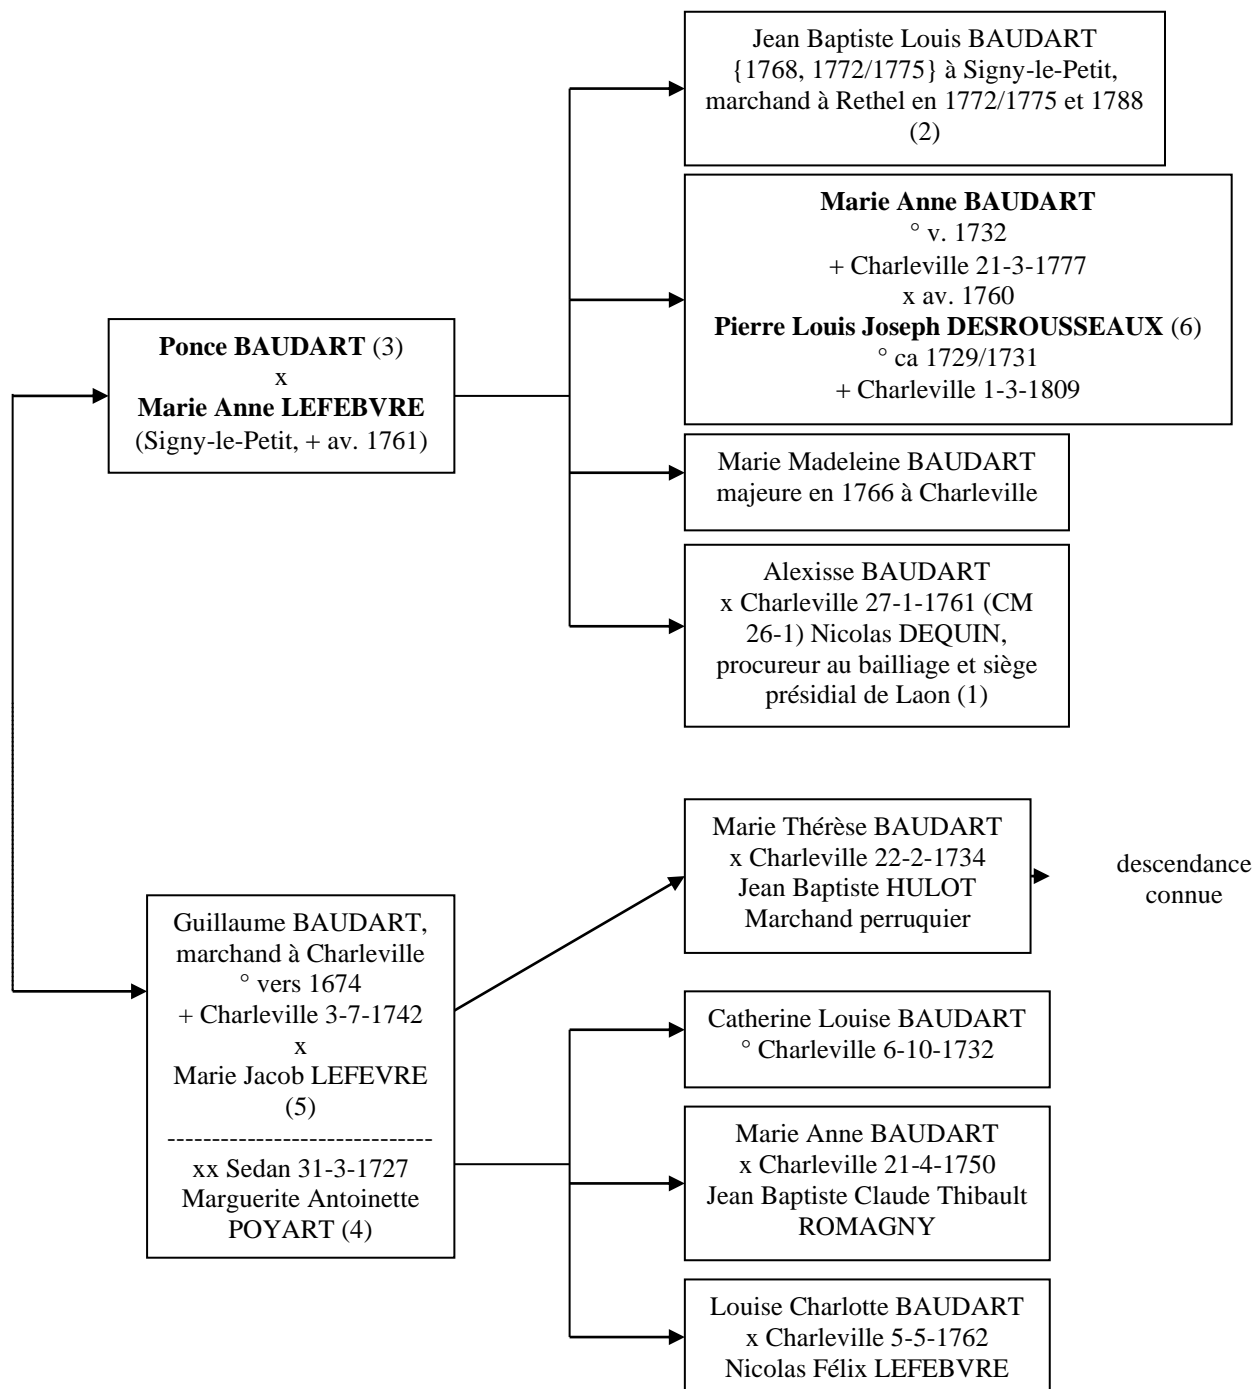 Jean Baptiste Louis BAUDART
{1768, 1772/1775} à Signy-le-Petit,
marchand à Rethel en 1772/1775 et 1788
(2)
Marie Anne BAUDART
° v. 1732
+ Charleville 21-3-1777
x av. 1760
Pierre Louis Joseph DESROUSSEAUX (6)
° ca 1729/1731
+ Charleville 1-3-1809
Ponce BAUDART (3)
x
Marie Anne LEFEBVRE
(Signy-le-Petit, + av. 1761)
Marie Madeleine BAUDART
majeure en 1766 à Charleville
Alexisse BAUDART
x Charleville 27-1-1761 (CM
26-1) Nicolas DEQUIN,
procureur au bailliage et siège
présidial de Laon (1)
Marie Thérèse BAUDART
x Charleville 22-2-1734
Jean Baptiste HULOT
Marchand perruquier
descendance
connue
Guillaume BAUDART,
marchand à Charleville
° vers 1674
+ Charleville 3-7-1742
x
Marie Jacob LEFEVRE
(5)
------------------------------
xx Sedan 31-3-1727
Marguerite Antoinette
POYART (4)
Catherine Louise BAUDART
° Charleville 6-10-1732
Marie Anne BAUDART
x Charleville 21-4-1750
Jean Baptiste Claude Thibault
ROMAGNY
Louise Charlotte BAUDART
x Charleville 5-5-1762
Nicolas Félix LEFEBVRE